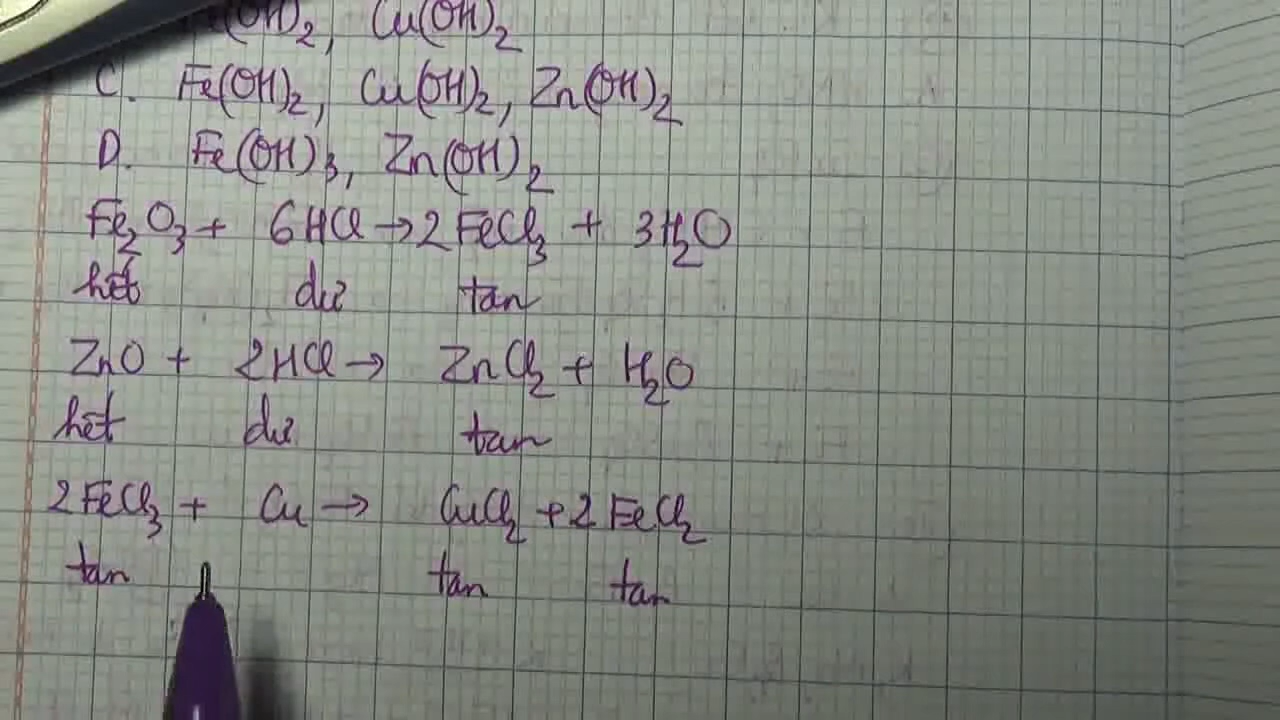 (OH)2, Cu(OH)2
C. Fe(OH)2, Cu(OH)2, Zn(OH)2
D. Fe(OH)3, Zn(OH)2
Fe2O3 + 6HCl → 2FeCl3 + 3H2O
hết dư tan
ZnO + 2HCl → ZnCl2 + H2O
hết dư tan
2FeCl3 + Cu → CuCl2 + 2FeCl2
tan tan tan